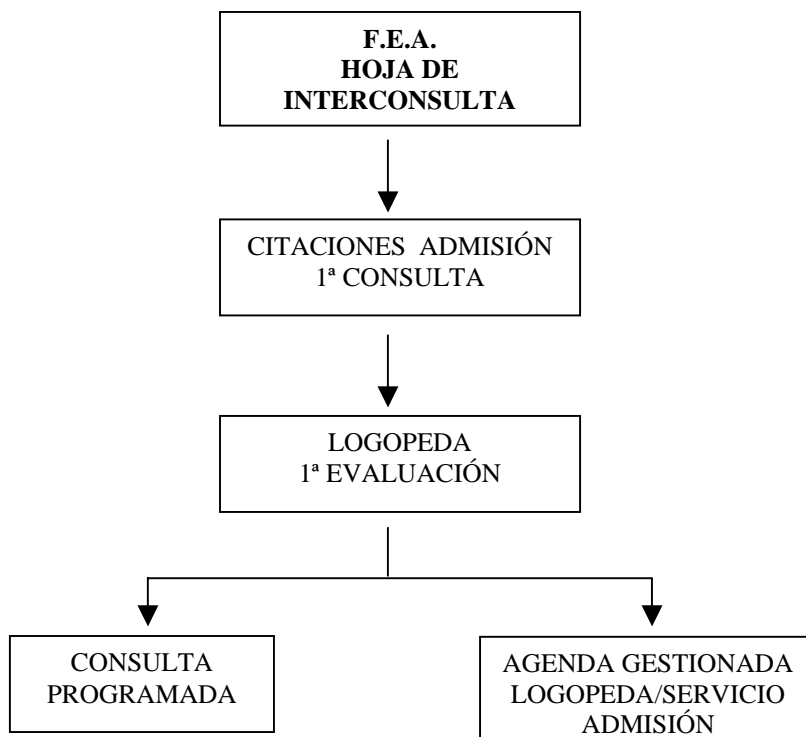 F.E.A.
HOJA DE
INTERCONSULTA
CITACIONES ADMISIÓN
1ª CONSULTA
LOGOPEDA
1ª EVALUACIÓN
CONSULTA
PROGRAMADA
AGENDA GESTIONADA
LOGOPEDA/SERVICIO
ADMISIÓN